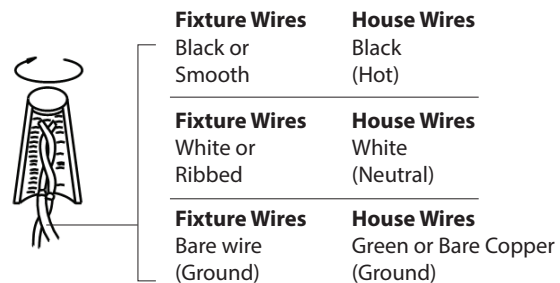 Fixture Wires House Wires
Black or Black
Smooth (Hot)
Fixture Wires House Wires
White or White
Ribbed (Neutral)
Fixture Wires House Wires
Bare wire Green or Bare Copper
(Ground) (Ground)